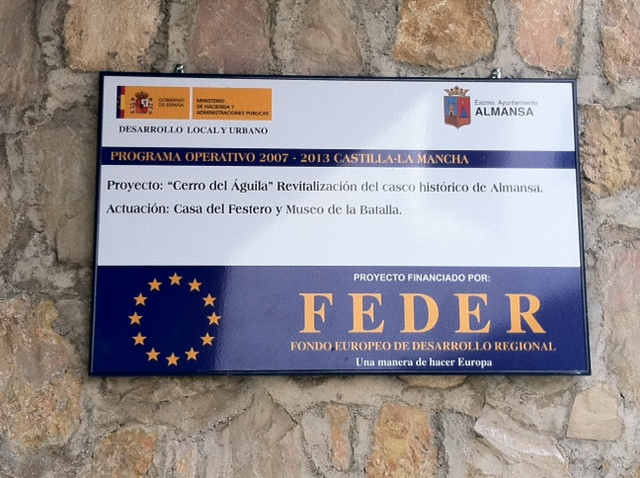 GOBIERNO DE ESPAÑA
MINISTERIO DE HACIENDA Y ADMINISTRACIONES PUBLICAS
DESARROLLO LOCAL Y URBANO
Excmo. Ayuntamiento
ALMANSA
PROGRAMA OPERATIVO 2007 - 2013 CASTILLA-LA MANCHA
Proyecto: “Cerro del Águila” Revitalización del casco histórico de Almansa.
Actuación: Casa del Festero y Museo de la Batalla.
PROYECTO FINANCIADO POR:
FEDER
FONDO EUROPEO DE DESARROLLO REGIONAL
Una manera de hacer Europa